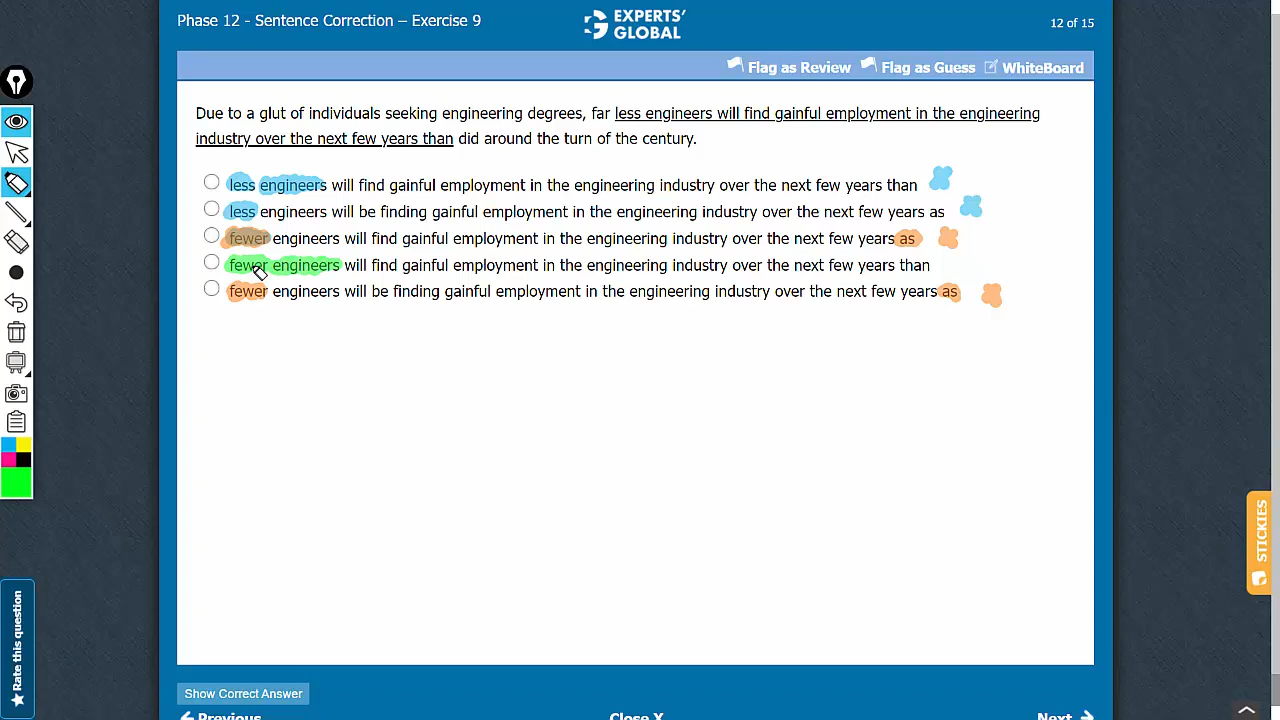 Phase 12 - Sentence Correction – Exercise 9
EXPERTS'
GLOBAL
12 of 15
Flag as Review
Flag as Guess
WhiteBoard
Due to a glut of individuals seeking engineering degrees, far less engineers will find gainful employment in the engineering
industry over the next few years than did around the turn of the century.
less engineers will find gainful employment in the engineering industry over the next few years than
less engineers will be finding gainful employment in the engineering industry over the next few years as
fewer engineers will find gainful employment in the engineering industry over the next few years as
fewer engineers will find gainful employment in the engineering industry over the next few years than
fewer engineers will be finding gainful employment in the engineering industry over the next few years as
STICKIES
Rate this question
Show Correct Answer
Previous
Close X
Next